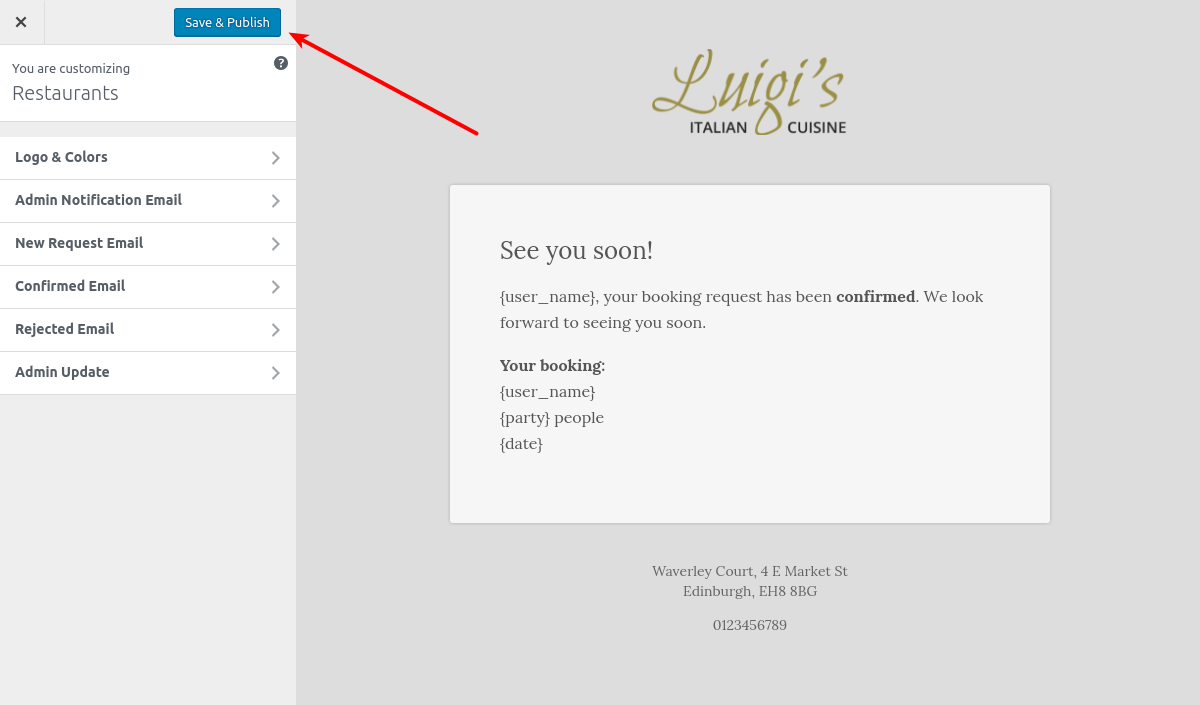 Save & Publish
You are customizing
Restaurants
Logo & Colors
Admin Notification Email
New Request Email
Confirmed Email
Rejected Email
Admin Update
Luigi's
ITALIAN CUISINE
See you soon!
{user_name}, your booking request has been confirmed. We look
forward to seeing you soon.
Your booking:
{user_name}
{party} people
{date}
Waverley Court, 4 E Market St
Edinburgh, EH8 8BG
0123456789